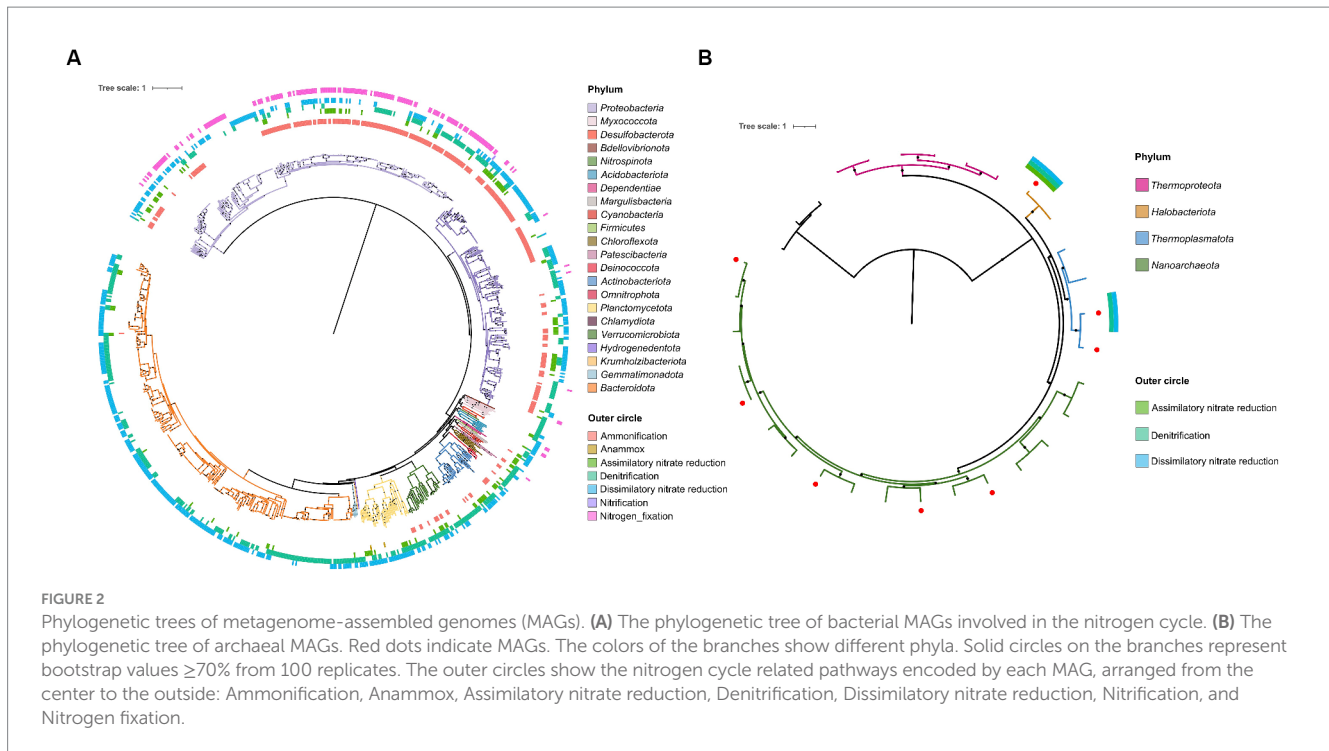 A
Tree scale: 1
Phylum
Proteobacteria
Myxococcota
Desulfobacterota
Bdellovibrionota
Nitrospinota
Acidobacteriota
Dependentiae
Margulisbacteria
Cyanobacteria
Firmicutes
Chloroflexota
Patescibacteria
Deinococcota
Actinobacteriota
Omnitrophota
Planctomycetota
Chlamydiota
Verrucomicrobiota
Hydrogenedentota
Krumholzibacteriota
Gemmatimonadota
Bacteroidota
Outer circle
Ammonification
Anammox
Assimilatory nitrate reduction
Denitrification
Dissimilatory nitrate reduction
Nitrification
Nitrogen_fixation
B
Tree scale: 1
Phylum
Thermoproteota
Halobacteriota
Thermoplasmatota
Nanoarchaeota
Outer circle
Assimilatory nitrate reduction
Denitrification
Dissimilatory nitrate reduction
FIGURE 2
Phylogenetic trees of metagenome-assembled genomes (MAGs). (A) The phylogenetic tree of bacterial MAGs involved in the nitrogen cycle. (B) The
phylogenetic tree of archaeal MAGs. Red dots indicate MAGs. The colors of the branches show different phyla. Solid circles on the branches represent
bootstrap values ≥70% from 100 replicates. The outer circles show the nitrogen cycle related pathways encoded by each MAG, arranged from the
center to the outside: Ammonification, Anammox, Assimilatory nitrate reduction, Denitrification, Dissimilatory nitrate reduction, Nitrification, and
Nitrogen fixation.